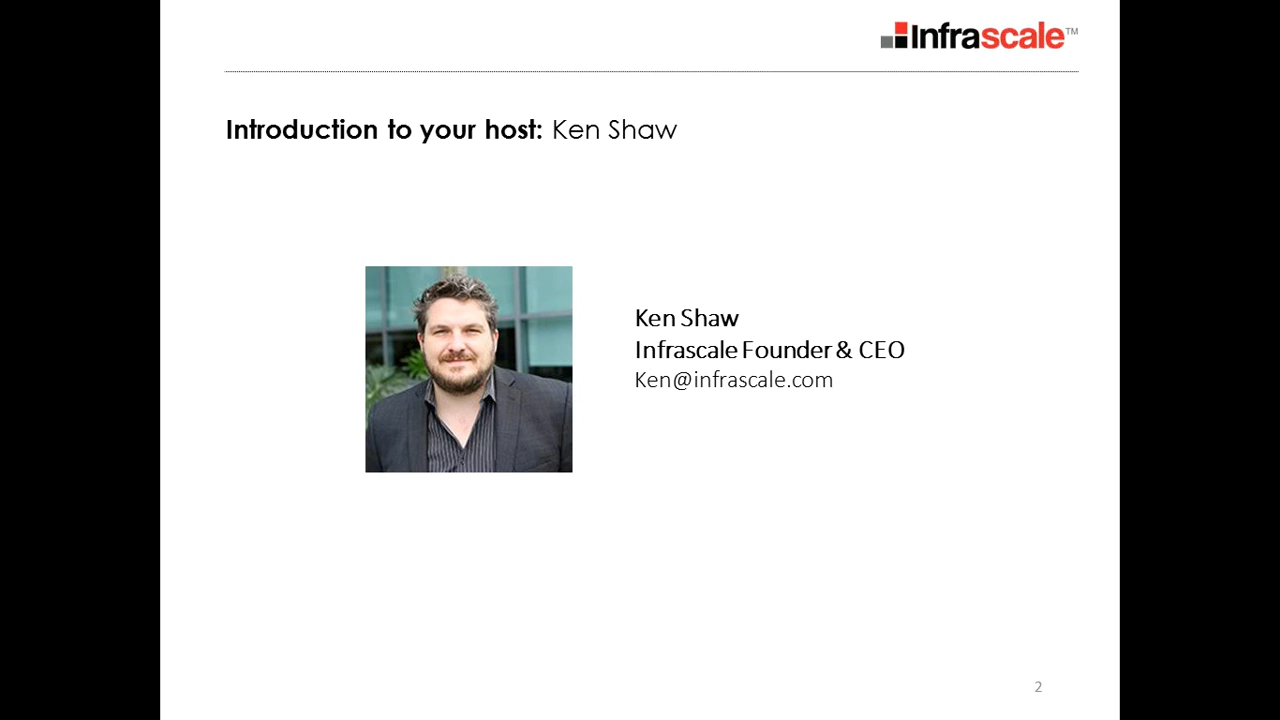 Infrascale™
Introduction to your host: Ken Shaw
Ken Shaw
Infrascale Founder & CEO
Ken@infrascale.com
2